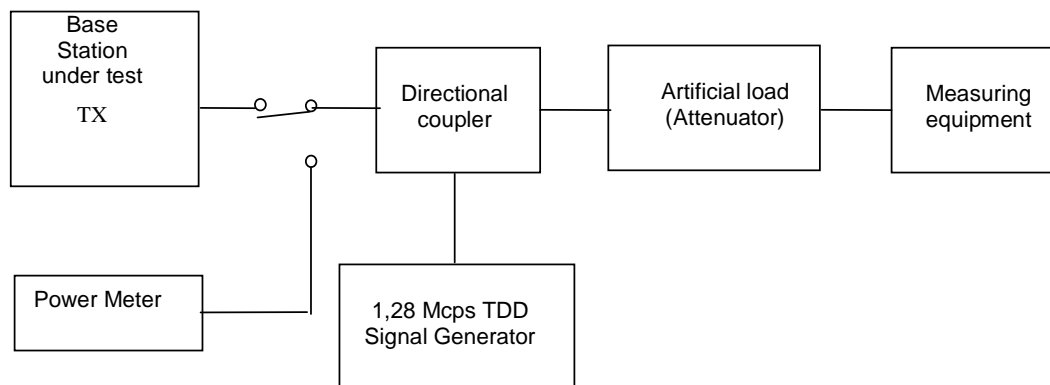 Base
Station
under test
TX
Directional
coupler
Artificial load
(Attenuator)
Measuring
equipment
Power Meter
1,28 Mcps TDD
Signal Generator